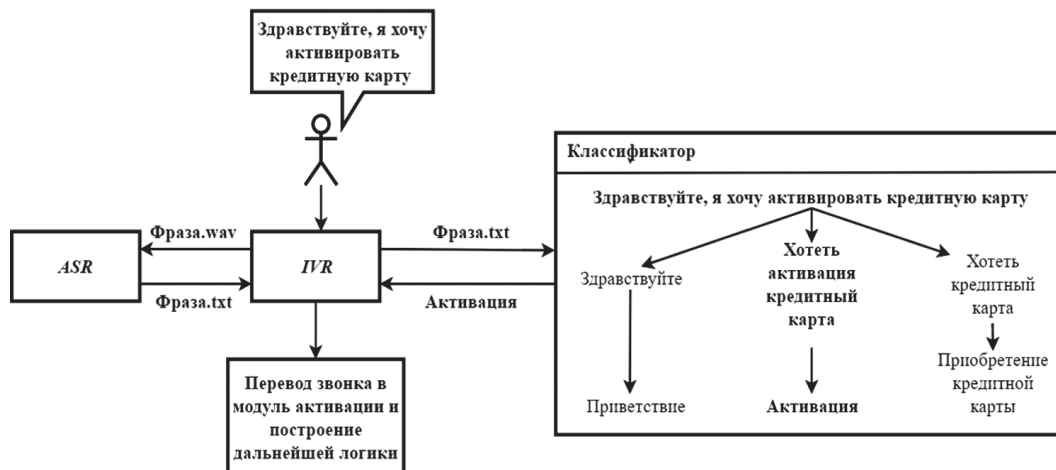 Здравствуйте, я хочу
активировать
кредитную карту
Классификатор
Здравствуйте, я хочу активировать кредитную карту
Фраза.wav
Фраза.txt
ASR
IVR
Фраза.txt
Активация
Здравствуйте
Хотеть
активация
кредитный
карта
Хотеть
кредитный
карта
Перевод звонка в
модуль активации и
построение
дальнейшей логики
Приветствие
Активация
Приобретение
кредитной
карты